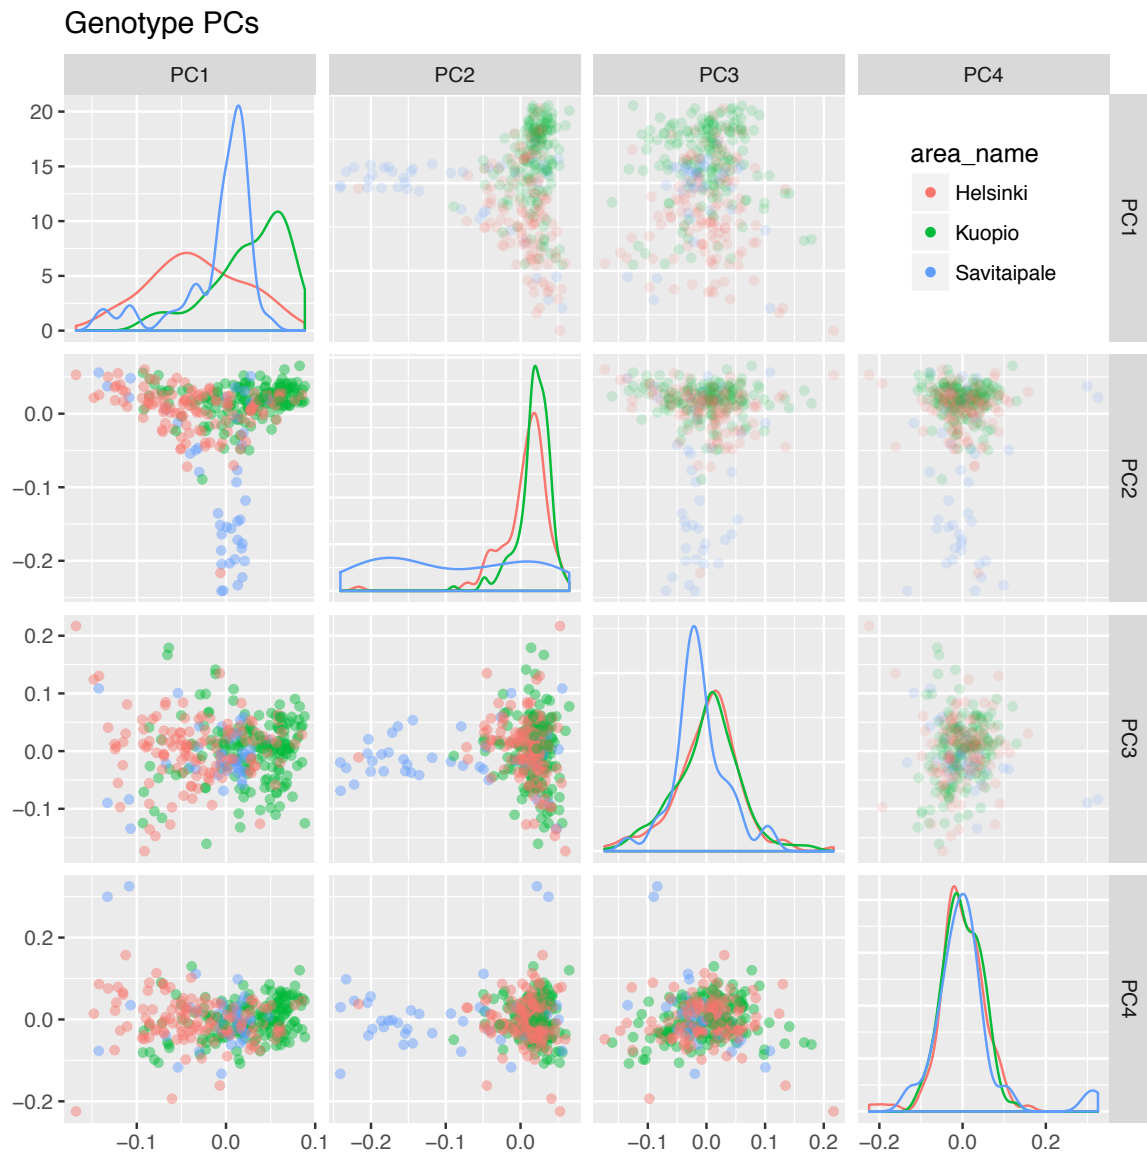 Genotype PCs
PC1 PC2 PC3 PC4
20
15
10
5
0
PC1
area_name
Helsinki
Kuopio
Savitaipale
0.0
−0.1
−0.2
PC2
0.2
0.1
0.0
−0.1
PC3
0.2
0.0
−0.2
PC4
−0.1 0.0 0.1 −0.2 −0.1 0.0 −0.1 0.0 0.1 0.2 −0.2 0.0 0.2